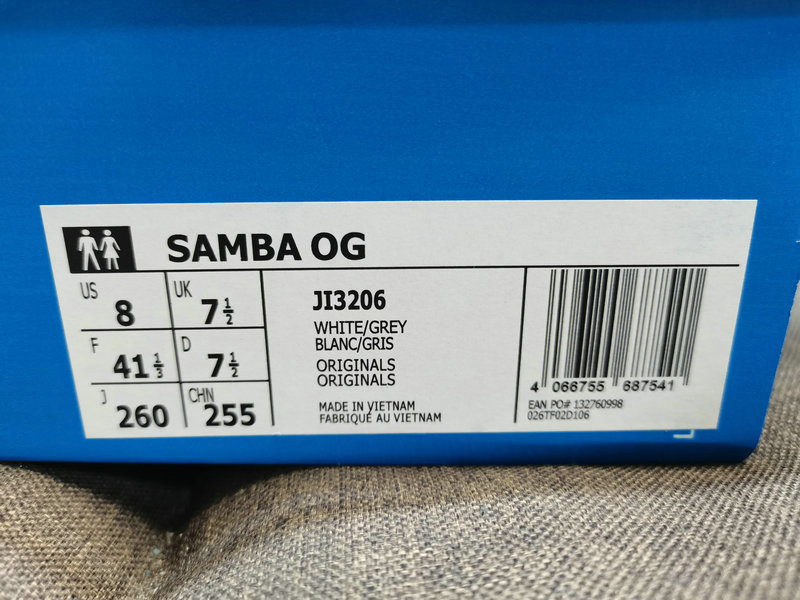 SAMBA OG
US 8 UK 7 1/2
F 41 1/3 D 7 1/2
J 260 CHN 255
JI3206
WHITE/GREY
BLANC/GRIS
ORIGINALS
ORIGINALS
MADE IN VIETNAM
FABRIQUÉ AU VIETNAM
4 066755 687541
EAN PO# 132760998
026TF02D106